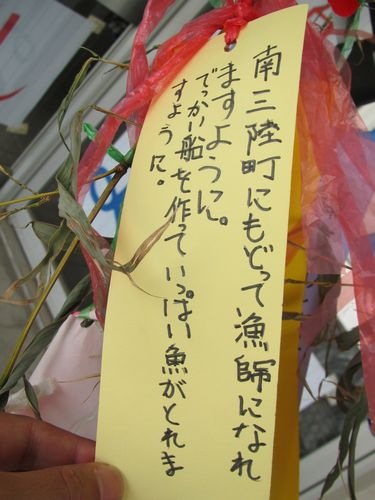 南三陸町にもどって漁師になれ
ますように。
でっかい船を作っていっぱい魚がとれま
すように。